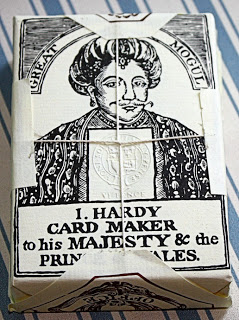 GREAT MOGUL
I. HARDY
CARD MAKER
to his MAJESTY & the
PRIN ALES.